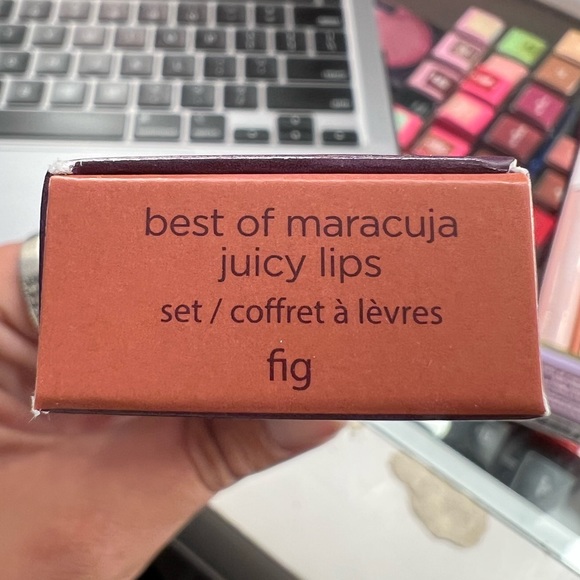 best of maracuja
juicy lips
set / coffret à lèvres
fig